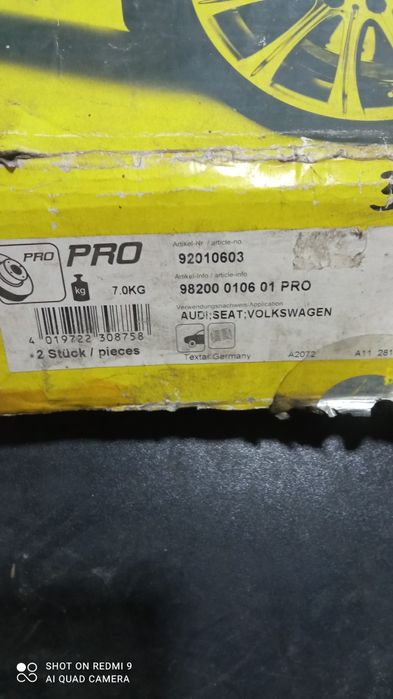 PRO
PRO
kg
7.0KG
4 019722 308758
2 Stück / pieces
Artikel-Nr / article-no.
92010603
Artikel-Info / article-info
98200 0106 01 PRO
Verwendungsnachweis/Application
AUDI;SEAT;VOLKSWAGEN
Textar Germany
A2072
A11
SHOT ON REDMI 9
AI QUAD CAMERA